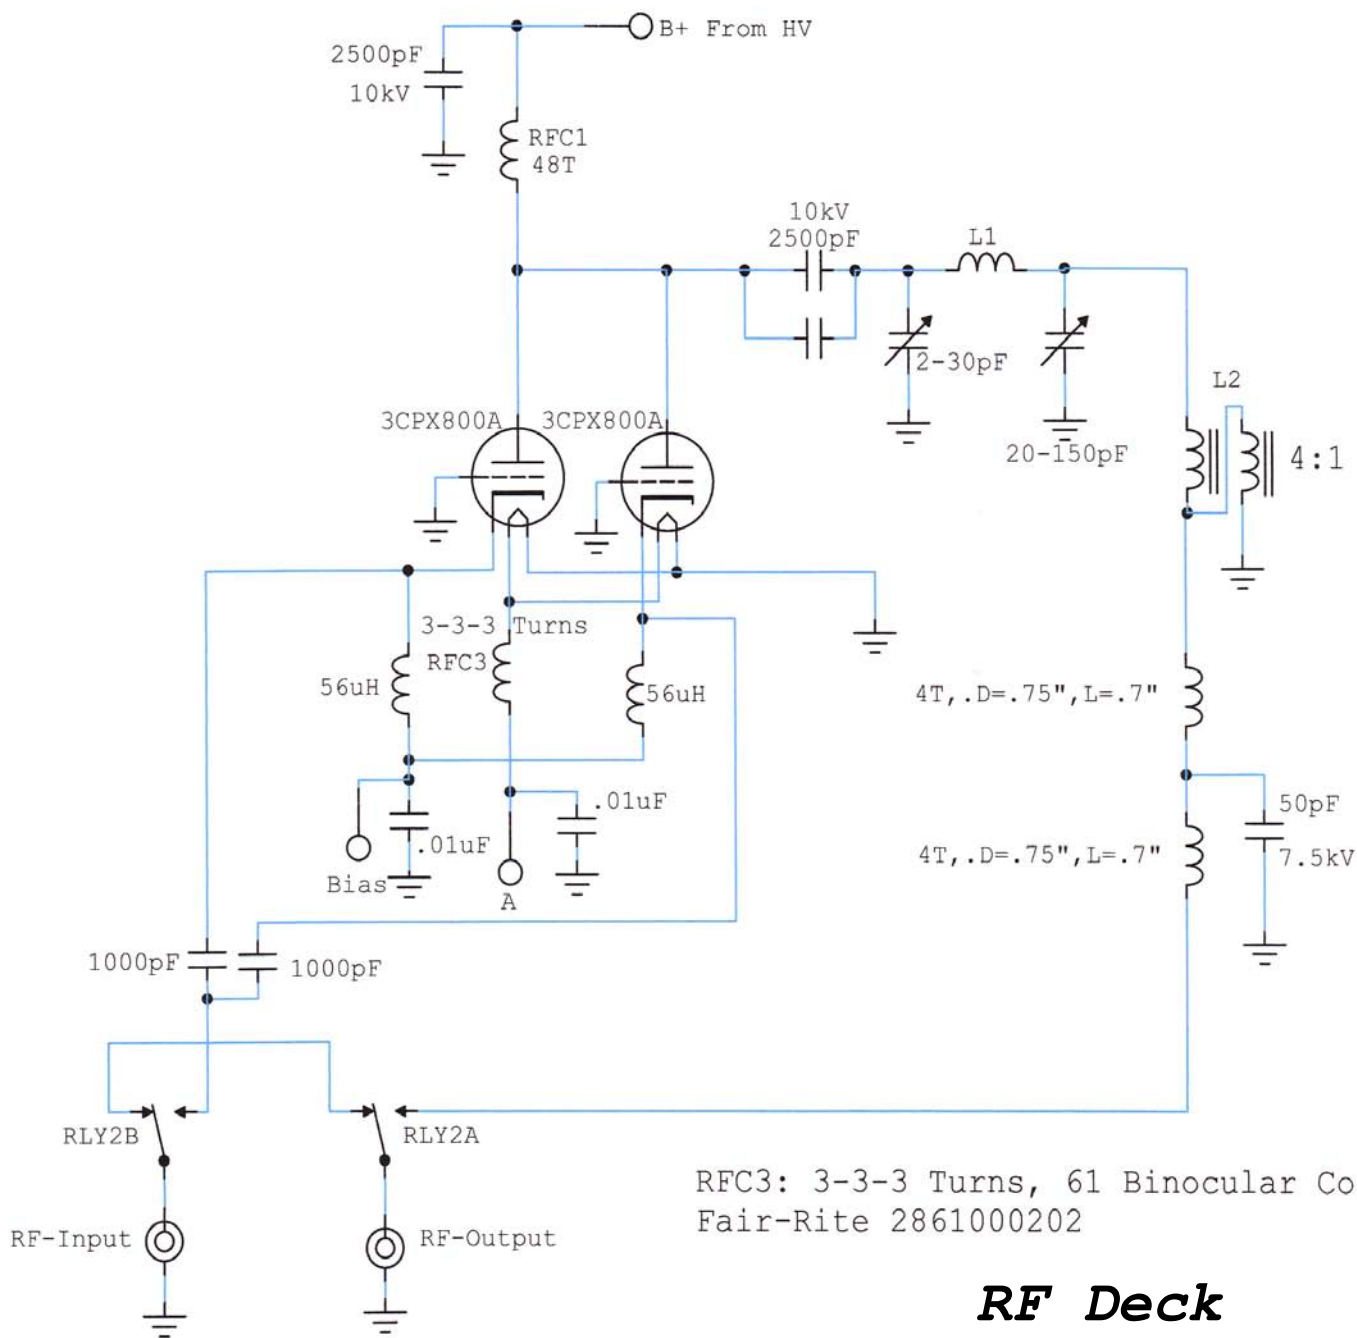 B+ From HV
2500pF
10kV
RFC1
48T
10kV
2500pF
L1
2-30pF
20-150pF
L2
4:1
3CPX800A
3CPX800A
3-3-3 Turns
RFC3
56uH
56uH
4T,.D=.75",L=.7"
.01uF
.01uF
Bias
A
50pF
7.5kV
4T,.D=.75",L=.7"
1000pF
1000pF
RLY2B
RLY2A
RF-Input
RF-Output
RFC3: 3-3-3 Turns, 61 Binocular Co
Fair-Rite 2861000202
RF Deck